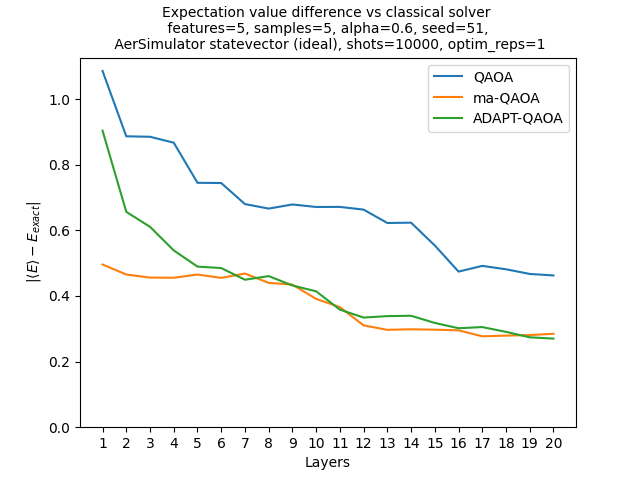 Expectation value difference vs classical solver
features=5, samples=5, alpha=0.6, seed=51,
AerSimulator statevector (ideal), shots=10000, optim_reps=1
QAOA
ma-QAOA
ADAPT-QAOA
|⟨E⟩ − E_exact|
1.0
0.8
0.6
0.4
0.2
0.0
1 2 3 4 5 6 7 8 9 10 11 12 13 14 15 16 17 18 19 20
Layers